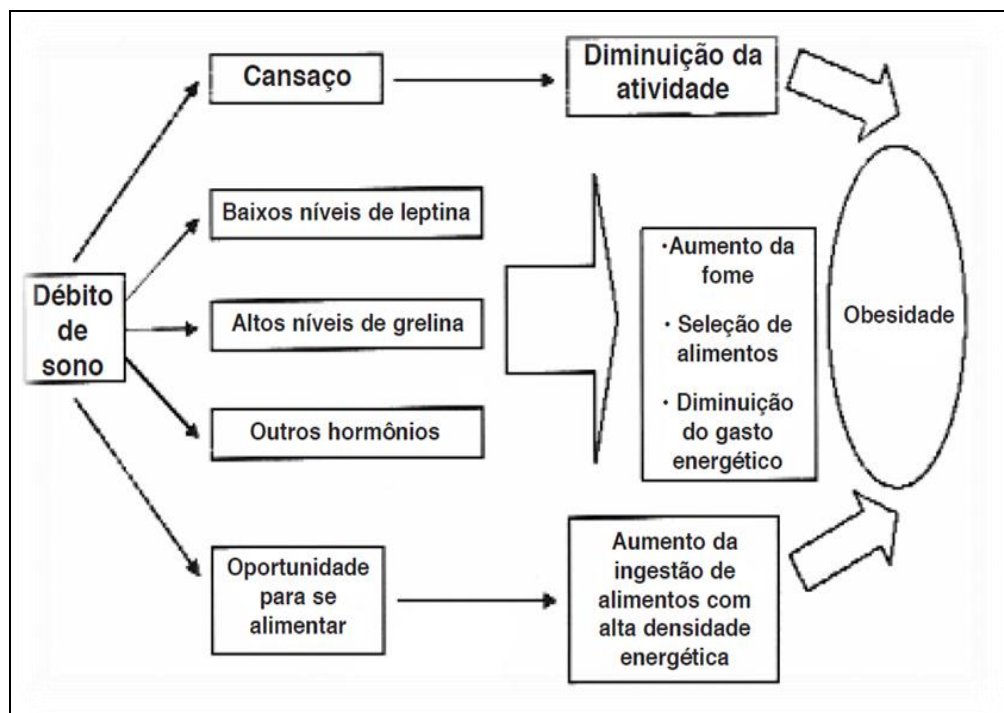 Cansaço
Diminuição da
atividade
Baixos níveis de leptina
Débito
de
sono
Altos níveis de grelina
Outros hormônios
·Aumento da
fome
· Seleção de
alimentos
· Diminuição
do gasto
energético
Obesidade
Oportunidade
para se
alimentar
Aumento da
ingestão de
alimentos com
alta densidade
energética